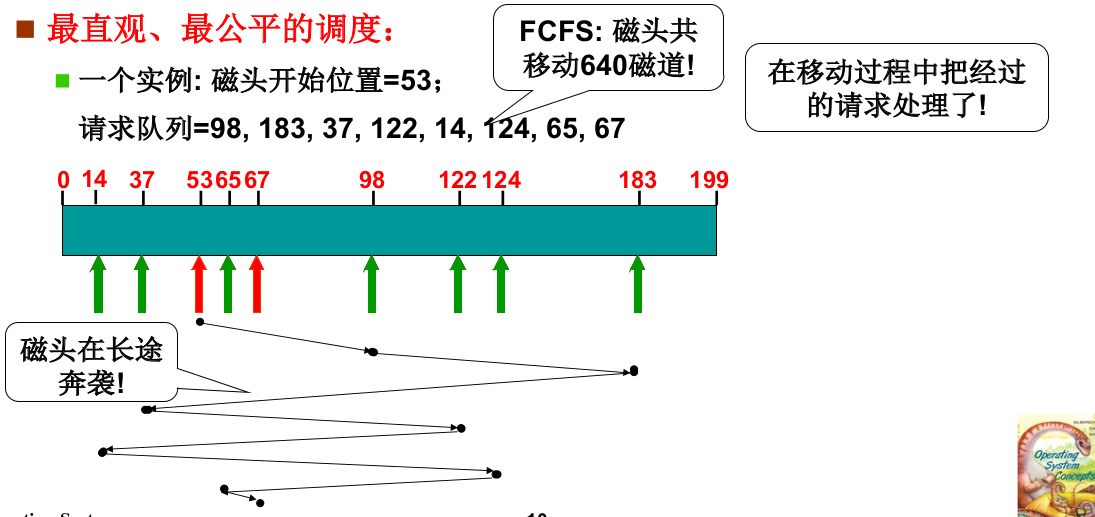 最直观、最公平的调度：
一个实例: 磁头开始位置=53；
请求队列=98, 183, 37, 122, 14, 124, 65, 67
FCFS: 磁头共
移动640磁道!
在移动过程中把经过
的请求处理了!
0 14 37 53 65 67 98 122 124 183 199
磁头在长途
奔袭!
Operating
System
Concepts